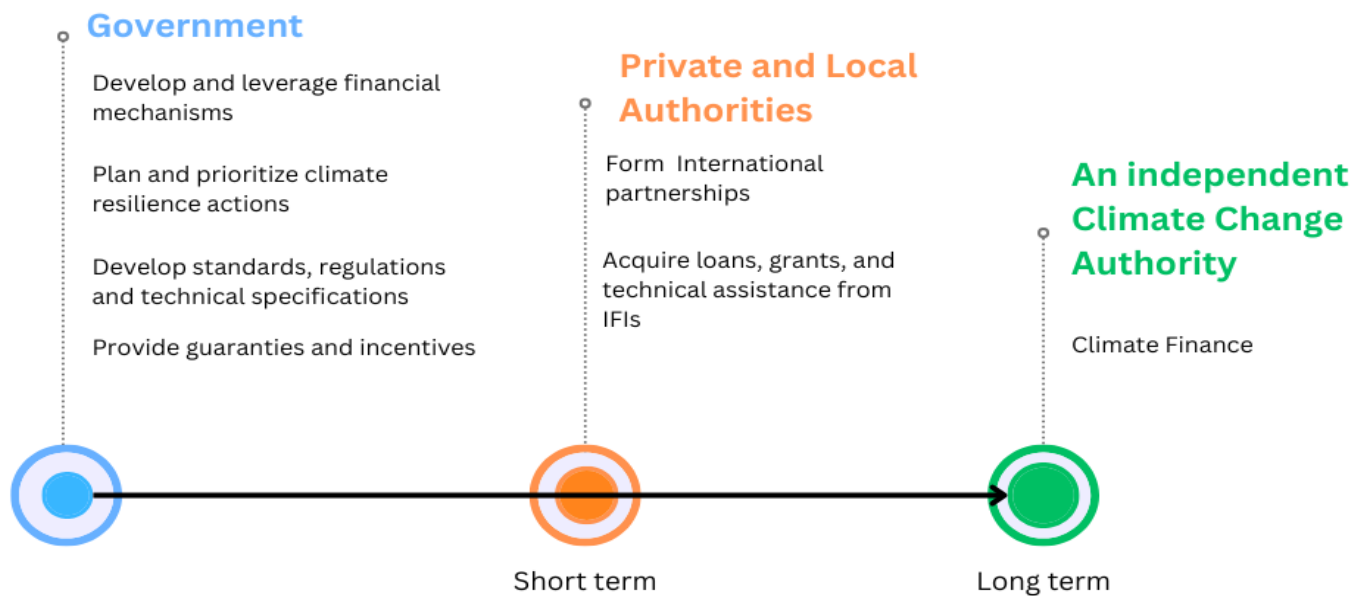 Government
Develop and leverage financial
mechanisms
Plan and prioritize climate
resilience actions
Develop standards, regulations
and technical specifications
Provide guaranties and incentives
Private and Local
Authorities
Form International
partnerships
Acquire loans, grants, and
technical assistance from
IFIs
An independent
Climate Change
Authority
Climate Finance
Short term
Long term